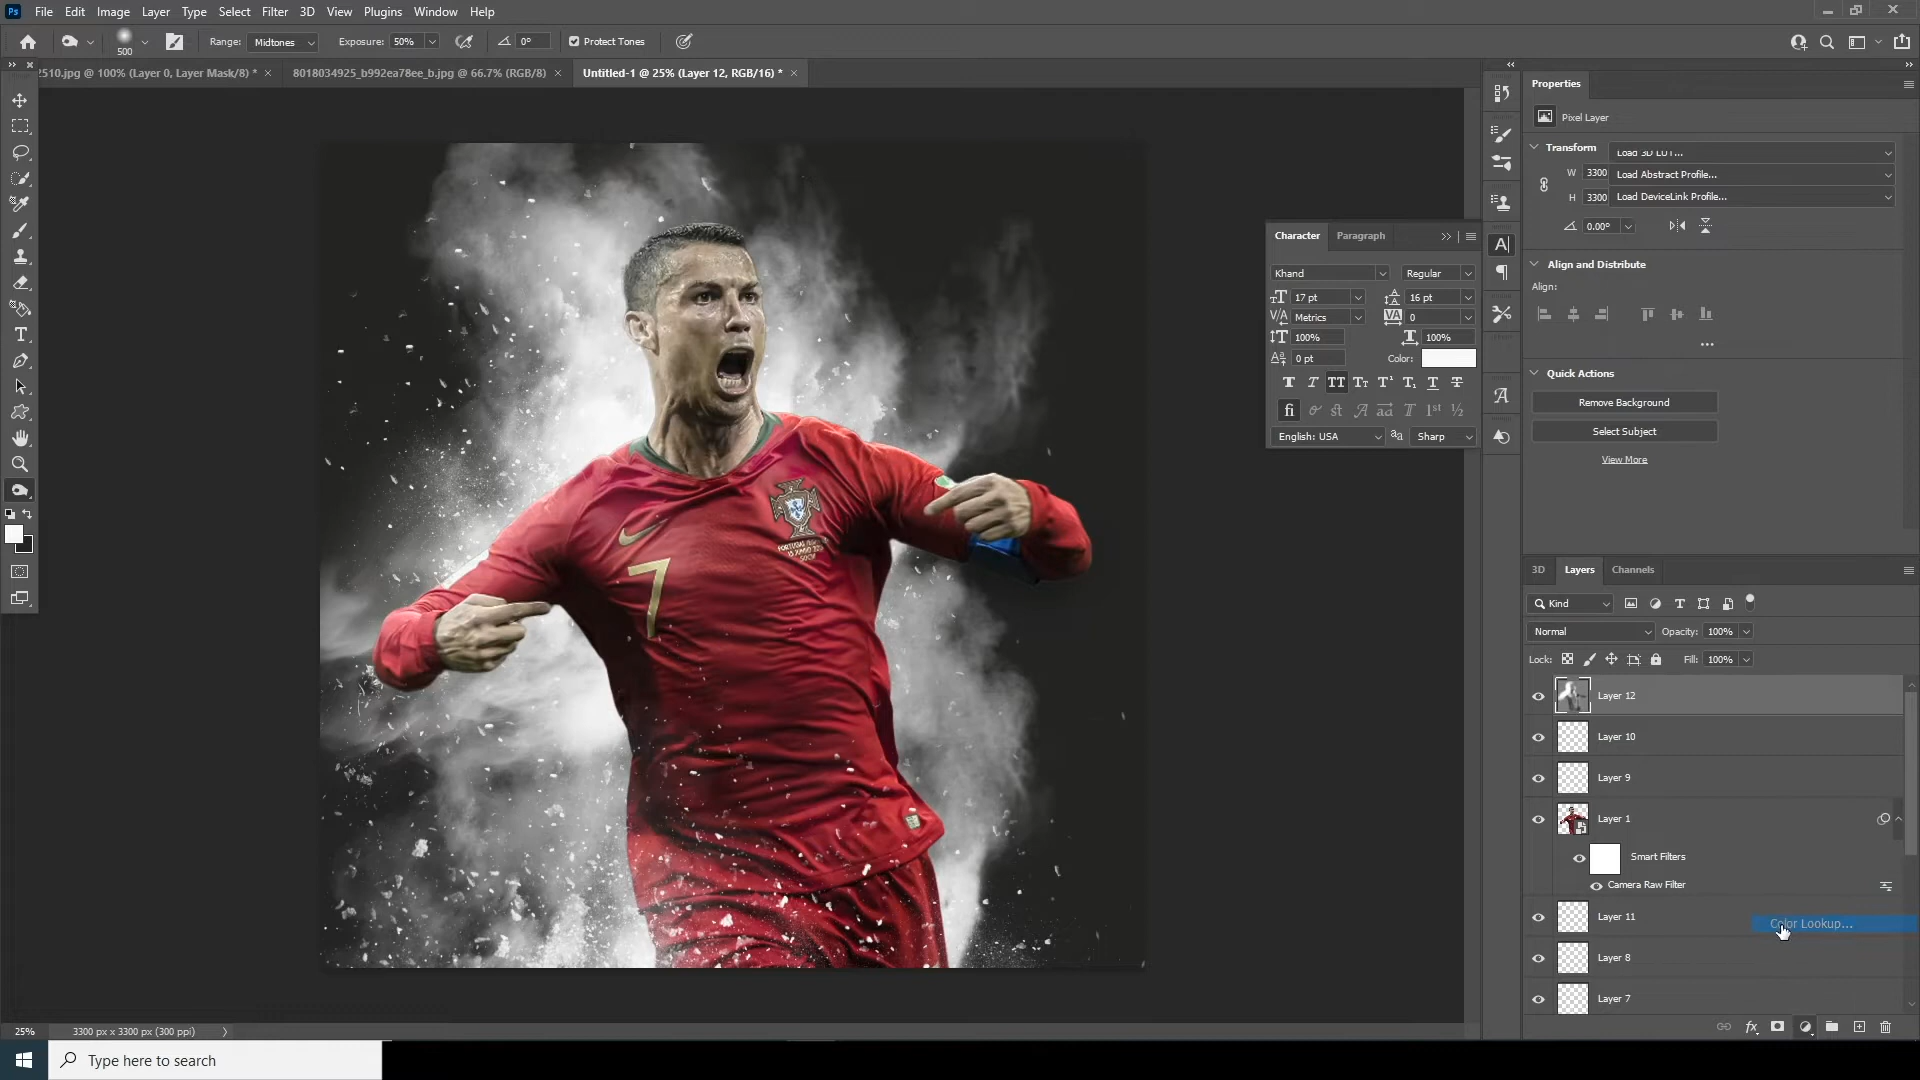 Ps File Edit Image Layer Type Select Filter 3D View Plugins Window Help
500 Range: Midtones Exposure: 50% 0° Protect Tones
2510.jpg @ 100% (Layer 0, Layer Mask/8) * × 8018034925_b992ea78ee_b.jpg @ 66.7% (RGB/8) × Untitled-1 @ 25% (Layer 12, RGB/16) * ×
Properties
Pixel Layer
Transform
Load 3D LUT...
W 3300 Load Abstract Profile...
H 3300 Load DeviceLink Profile...
0.00°
Align and Distribute
Align:
Quick Actions
Remove Background
Select Subject
View More
Character Paragraph
Khand Regular
17 pt 16 pt
Metrics 0
100% 100%
0 pt Color:
English: USA Sharp
7
3D Layers Channels
Kind
Normal Opacity: 100%
Lock: Fill: 100%
Layer 12
Layer 10
Layer 9
Layer 1
Smart Filters
Camera Raw Filter
Layer 11
Color Lookup...
Layer 8
Layer 7
25% 3300 px x 3300 px (300 ppi)
Type here to search